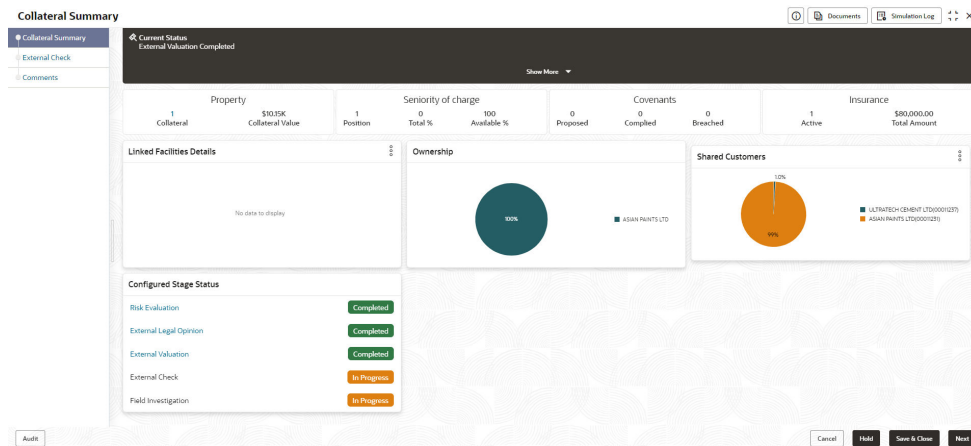 Collateral Summary
Documents
Simulation Log
Collateral Summary
External Check
Comments
Current Status
External Valuation Completed
Show More
Property
1 $10.15K
Collateral Collateral Value
Seniority of charge
1 0 100
Position Total % Available %
Covenants
0 0 0
Proposed Complied Breached
Insurance
1 $80,000.00
Active Total Amount
Linked Facilities Details
No data to display
Ownership
100%
ASIAN PAINTS LTD
Shared Customers
1.0%
99%
ULTRATECH CEMENT LTD(00011237)
ASIAN PAINTS LTD(00011231)
Configured Stage Status
Risk Evaluation Completed
External Legal Opinion Completed
External Valuation Completed
External Check In Progress
Field Investigation In Progress
Audit
Cancel
Hold
Save & Close
Next